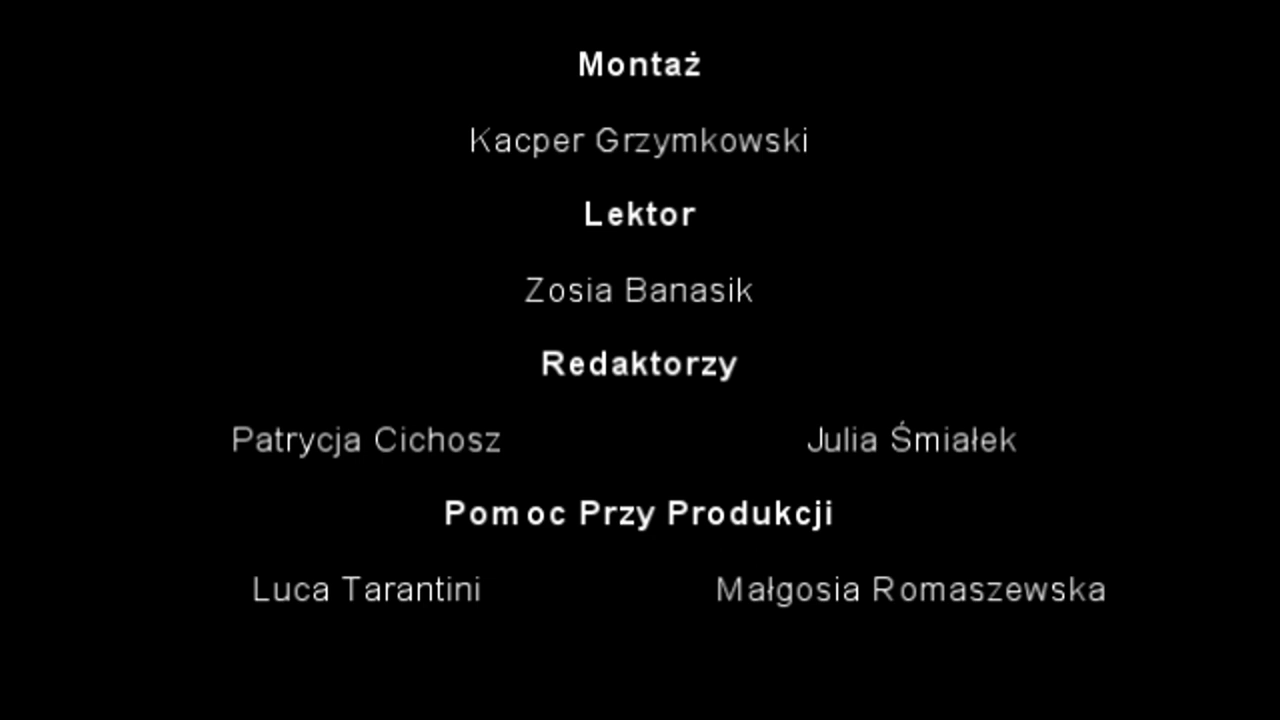 Montaż
Kacper Grzymkowski
Lektor
Zosia Banasik
Redaktorzy
Patrycja Cichosz Julia Śmiałek
Pomoc Przy Produkcji
Luca Tarantini Małgosia Romaszewska